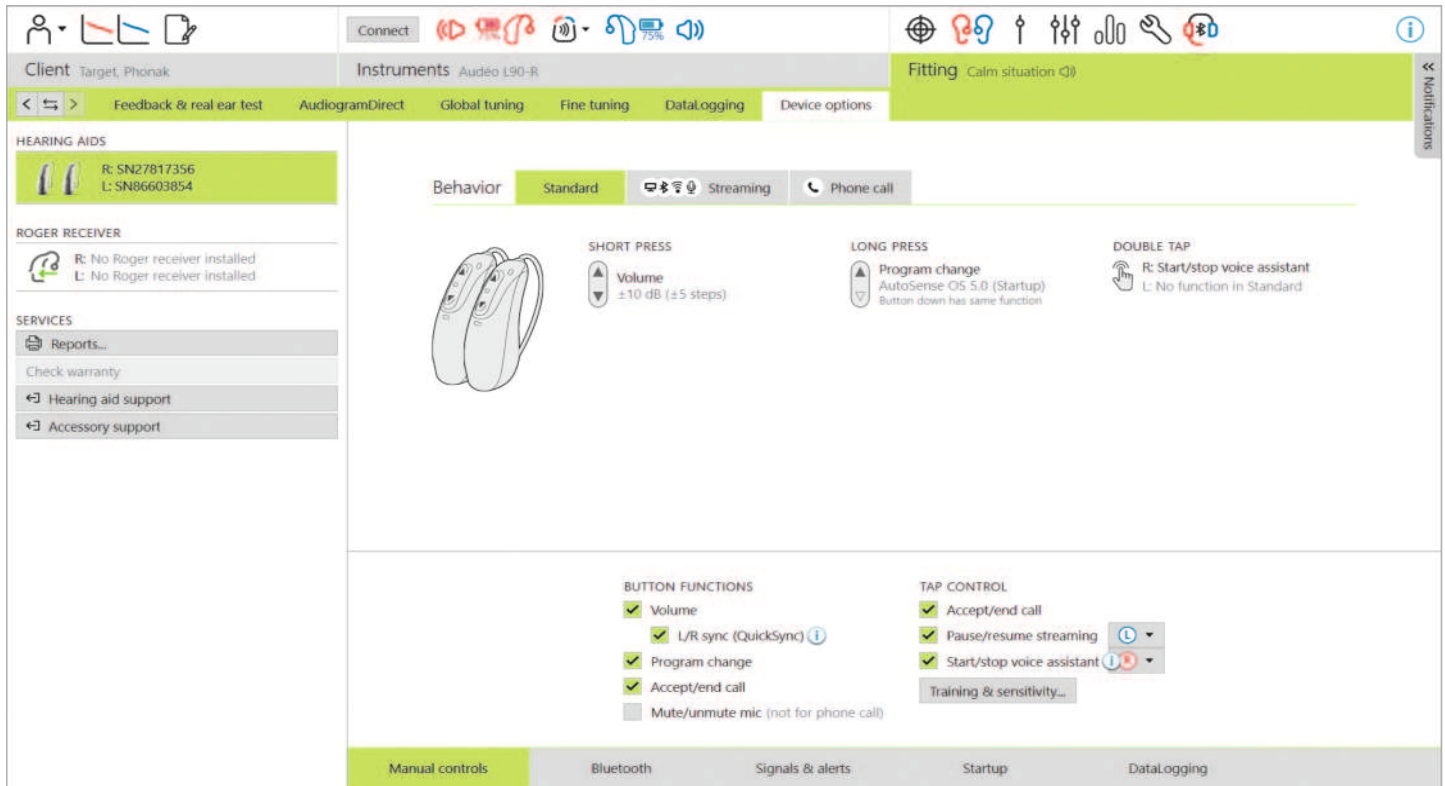 Connect
75%
Client Target, Phonak
Instruments Audéo L90-R
Fitting Calm situation
Notifications
Feedback & real ear test
AudiogramDirect
Global tuning
Fine tuning
DataLogging
Device options
HEARING AIDS
R: SN27817356
L: SN86603854
ROGER RECEIVER
R: No Roger receiver installed
L: No Roger receiver installed
SERVICES
Reports...
Check warranty
Hearing aid support
Accessory support
Behavior
Standard
Streaming
Phone call
SHORT PRESS
Volume
±10 dB (±5 steps)
LONG PRESS
Program change
AutoSense OS 5.0 (Startup)
Button down has same function
DOUBLE TAP
R: Start/stop voice assistant
L: No function in Standard
BUTTON FUNCTIONS
Volume
L/R sync (QuickSync)
Program change
Accept/end call
Mute/unmute mic (not for phone call)
TAP CONTROL
Accept/end call
Pause/resume streaming L
Start/stop voice assistant R
Training & sensitivity...
Manual controls
Bluetooth
Signals & alerts
Startup
DataLogging